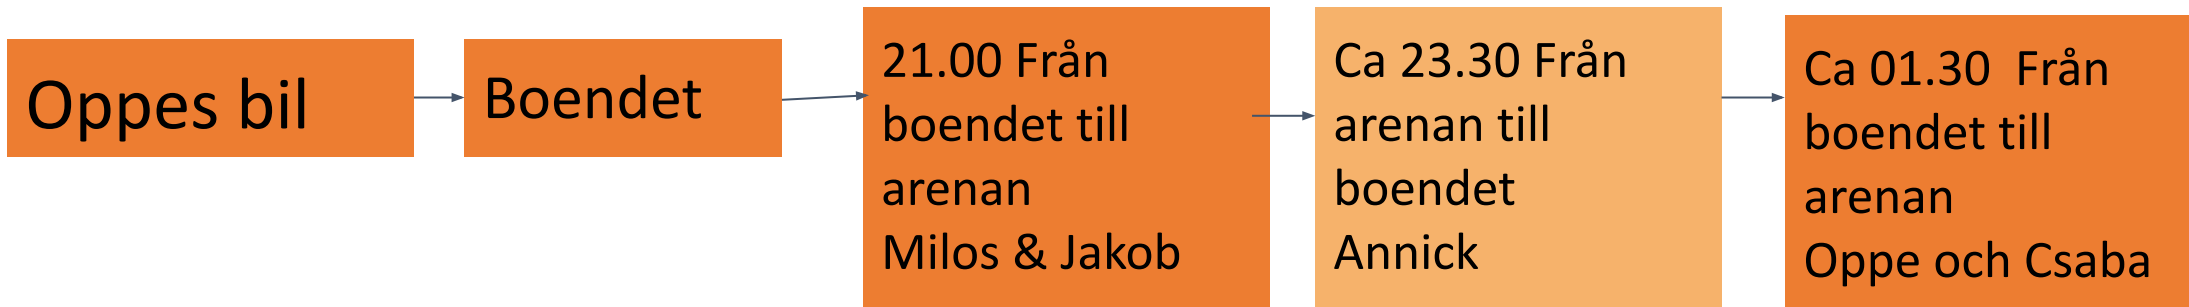 Oppes bil
Boendet
21.00 Från
boendet till
arenan
Milos & Jakob
Ca 23.30 Från
arenan till
boendet
Annick
Ca 01.30  Från
boendet till
arenan
Oppe och Csaba